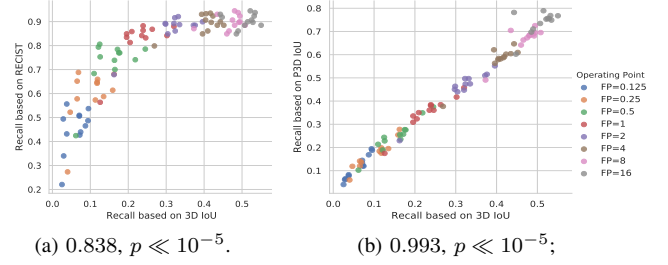 Recall based on RECIST
0.9
0.8
0.7
0.6
0.5
0.4
0.3
0.2
0.0 0.1 0.2 0.3 0.4 0.5
Recall based on 3D IoU
(a) 0.838, p ≪ 10⁻⁵.
Recall based on P3D IoU
0.8
0.7
0.6
0.5
0.4
0.3
0.2
0.1
0.0 0.1 0.2 0.3 0.4 0.5
Recall based on 3D IoU
(b) 0.993, p ≪ 10⁻⁵;
Operating Point
FP=0.125
FP=0.25
FP=0.5
FP=1
FP=2
FP=4
FP=8
FP=16